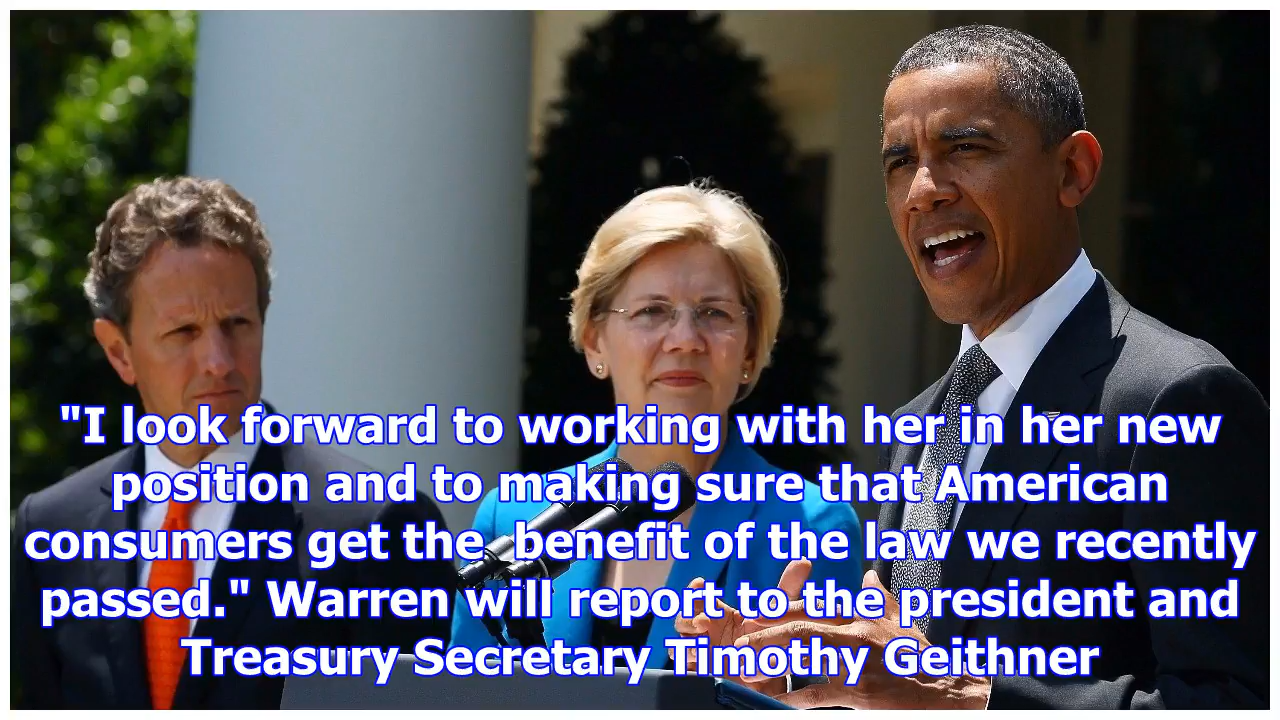 "I look forward to working with her in her new
position and to making sure that American
consumers get the  benefit of the law we recently
passed." Warren will report to the president and
Treasury Secretary Timothy Geithner